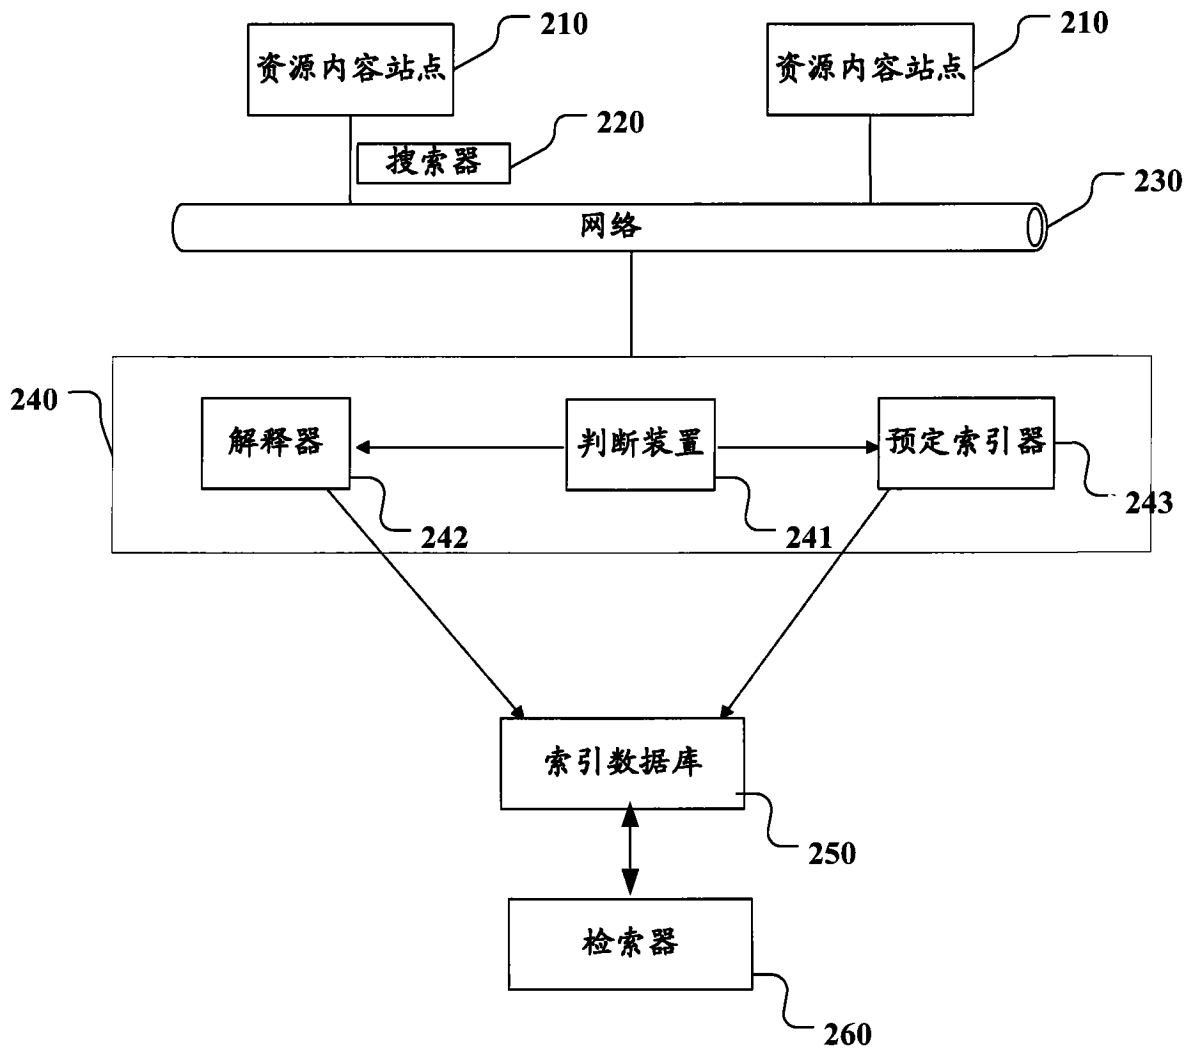 210
210
资源内容站点
资源内容站点
220
搜索器
230
网络
240
解释器
判断装置
预定索引器
242
241
243
索引数据库
250
检索器
260